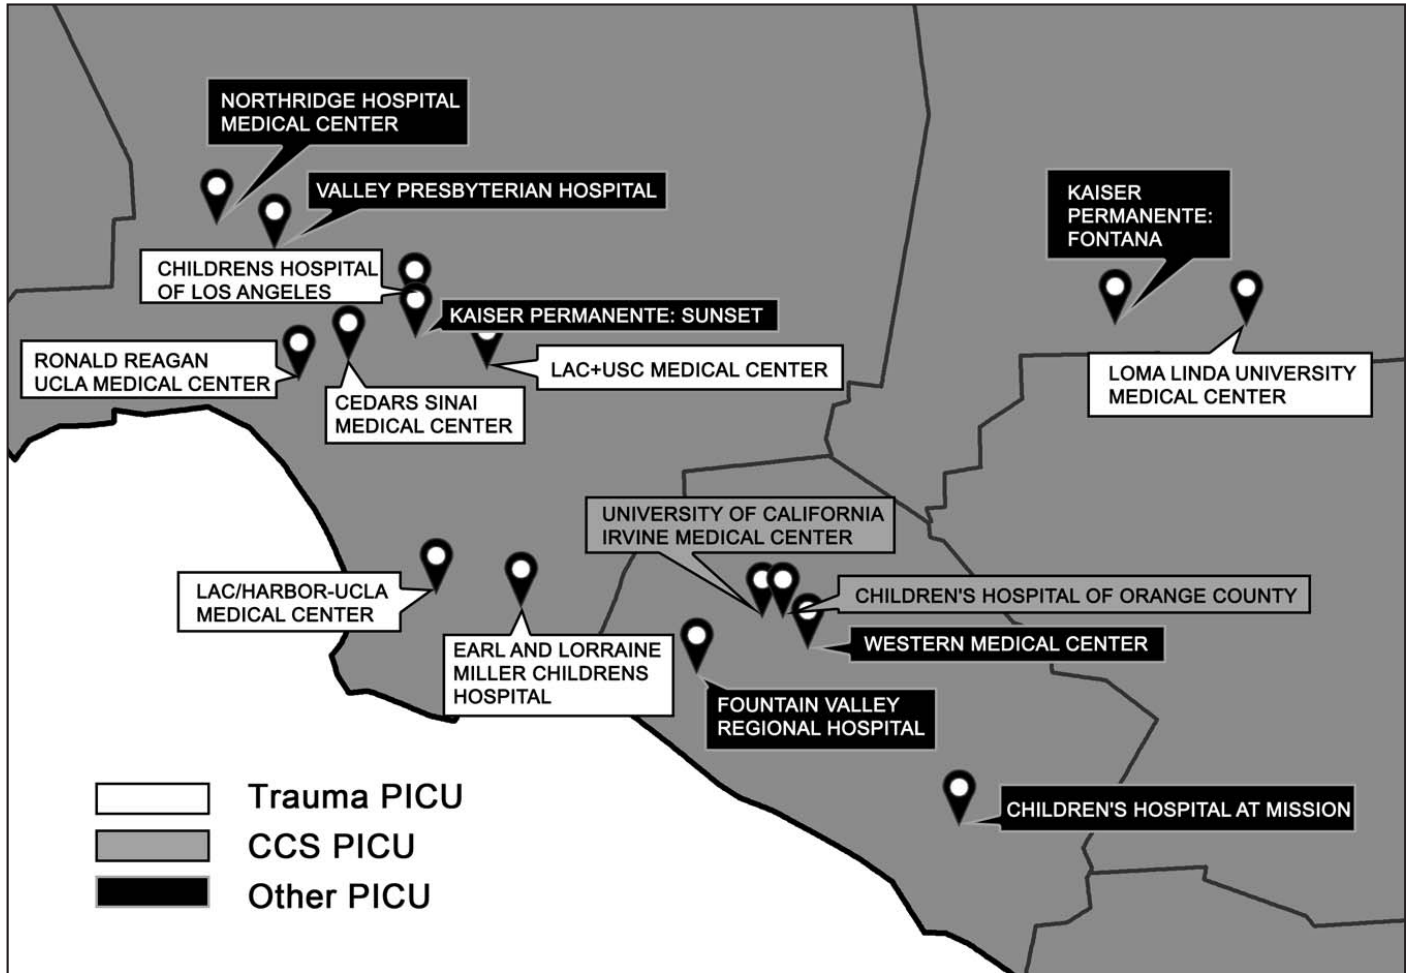 NORTHRIDGE HOSPITAL
MEDICAL CENTER
VALLEY PRESBYTERIAN HOSPITAL
KAISER
PERMANENTE:
FONTANA
CHILDRENS HOSPITAL
OF LOS ANGELES
KAISER PERMANENTE: SUNSET
RONALD REAGAN
UCLA MEDICAL CENTER
LAC+USC MEDICAL CENTER
LOMA LINDA UNIVERSITY
MEDICAL CENTER
CEDARS SINAI
MEDICAL CENTER
UNIVERSITY OF CALIFORNIA
IRVINE MEDICAL CENTER
LAC/HARBOR-UCLA
MEDICAL CENTER
CHILDREN'S HOSPITAL OF ORANGE COUNTY
EARL AND LORRAINE
MILLER CHILDRENS
HOSPITAL
WESTERN MEDICAL CENTER
FOUNTAIN VALLEY
REGIONAL HOSPITAL
CHILDREN'S HOSPITAL AT MISSION
Trauma PICU
CCS PICU
Other PICU